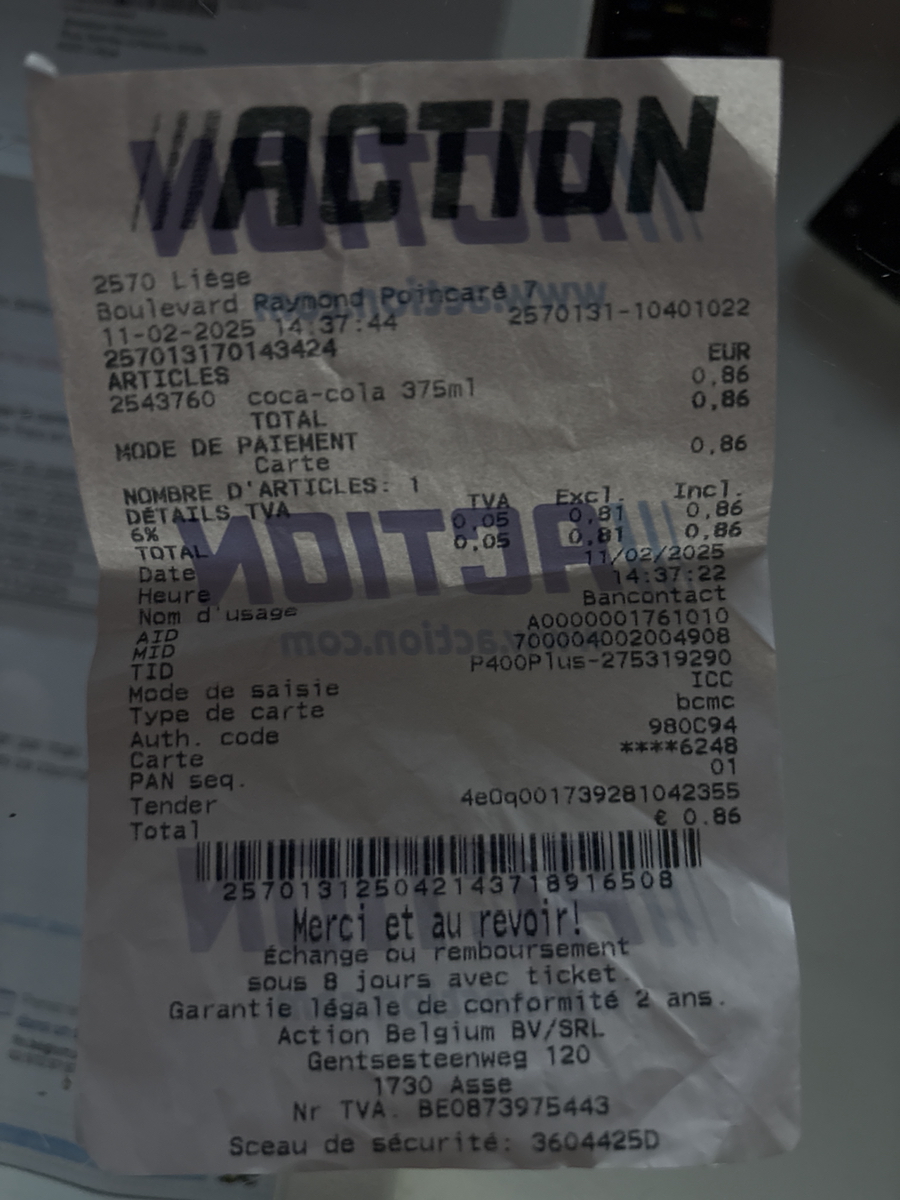 ACTION
2570 Liège
Boulevard Raymond Poincaré 7
11-02-2025 14:37:44 2570131-10401022
257013170143424
ARTICLES EUR
2543760 coca-cola 375ml 0,86
TOTAL 0,86
MODE DE PAIEMENT
Carte 0,86
NOMBRE D'ARTICLES: 1
DÉTAILS TVA TVA Excl. Incl.
6% 0,05 0,81 0,86
TOTAL 0,05 0,81 0,86
Date 11/02/2025
Heure 14:37:22
Nom d'usage Bancontact
AID A0000001761010
MID 700004002004908
TID P400Plus-275319290
Mode de saisie ICC
Type de carte bcmc
Auth. code 980C94
Carte ****6248
PAN seq. 01
Tender 4e0q001739281042355
Total € 0.86
257013125042143718916508
Merci et au revoir!
Échange ou remboursement
sous 8 jours avec ticket.
Garantie légale de conformité 2 ans.
Action Belgium BV/SRL
Gentsesteenweg 120
1730 Asse
Nr TVA. BE0873975443
Sceau de sécurité: 3604425D